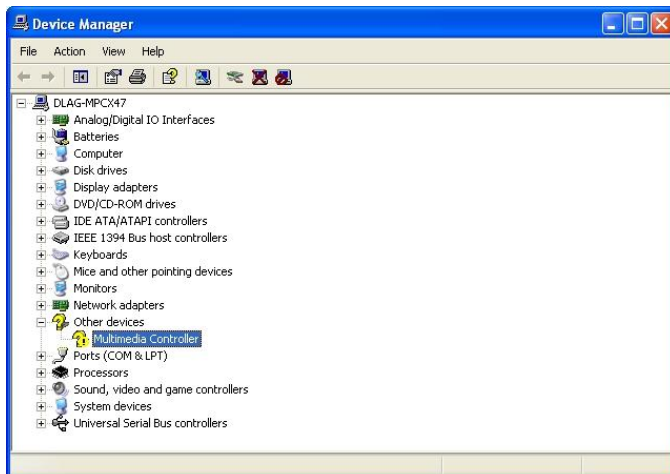 Device Manager
File Action View Help
DLAG-MPCX47
Analog/Digital IO Interfaces
Batteries
Computer
Disk drives
Display adapters
DVD/CD-ROM drives
IDE ATA/ATAPI controllers
IEEE 1394 Bus host controllers
Keyboards
Mice and other pointing devices
Monitors
Network adapters
Other devices
Multimedia Controller
Ports (COM & LPT)
Processors
Sound, video and game controllers
System devices
Universal Serial Bus controllers